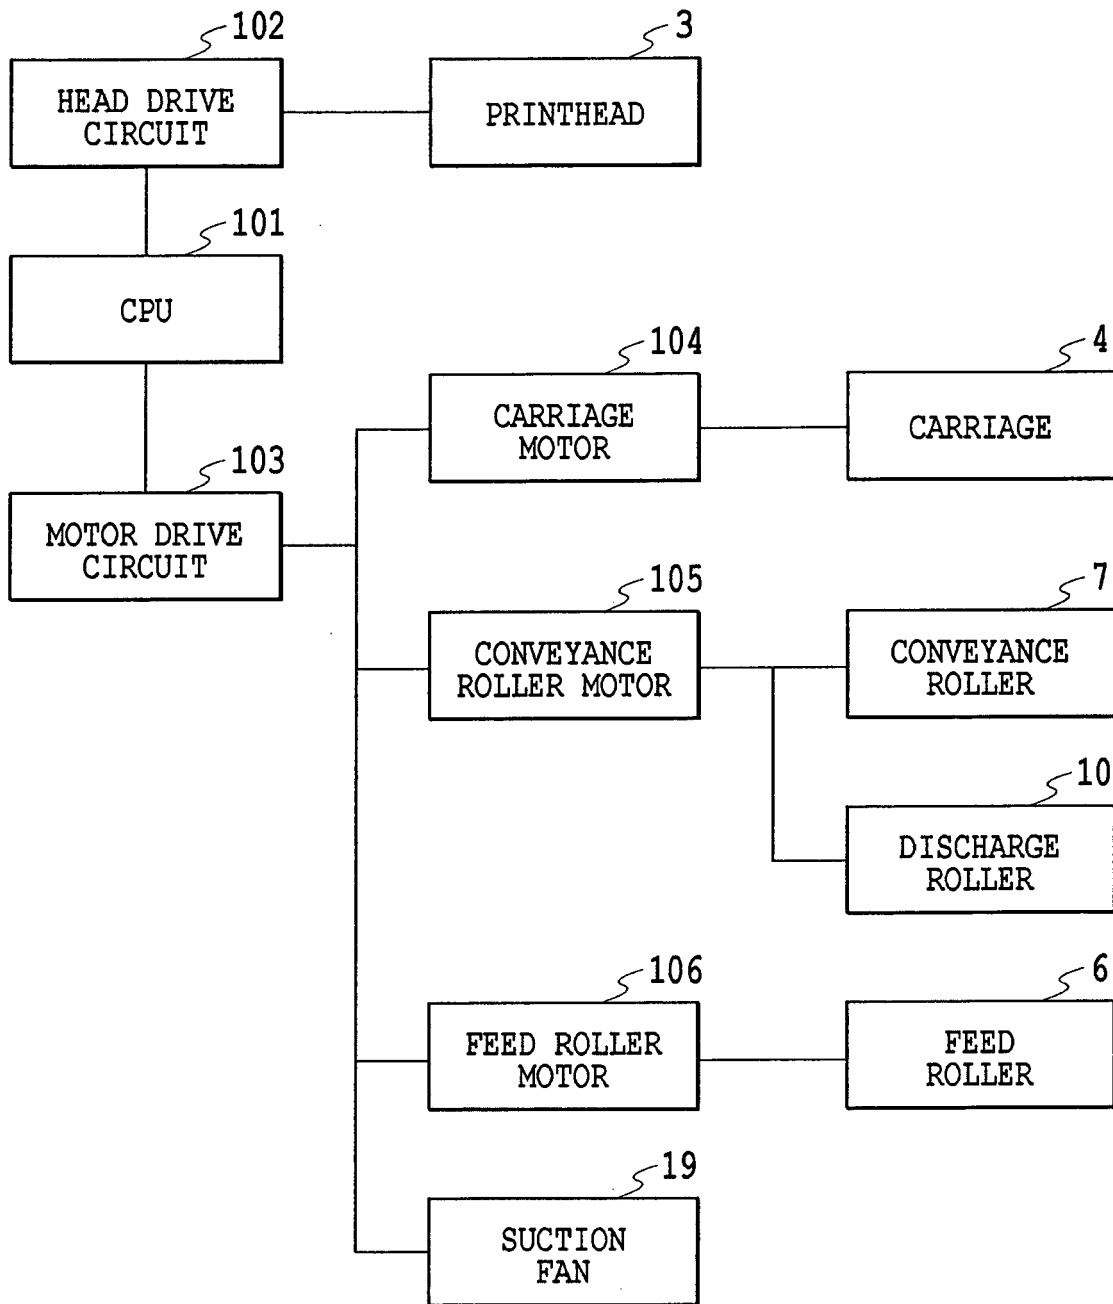 102
HEAD DRIVE
CIRCUIT
3
PRINTHEAD
101
CPU
104
CARRIAGE
MOTOR
4
CARRIAGE
103
MOTOR DRIVE
CIRCUIT
105
CONVEYANCE
ROLLER MOTOR
7
CONVEYANCE
ROLLER
10
DISCHARGE
ROLLER
106
FEED ROLLER
MOTOR
6
FEED
ROLLER
19
SUCTION
FAN